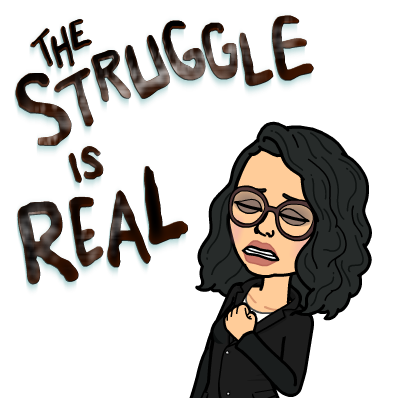 THE
STRUGGLE
IS
REAL